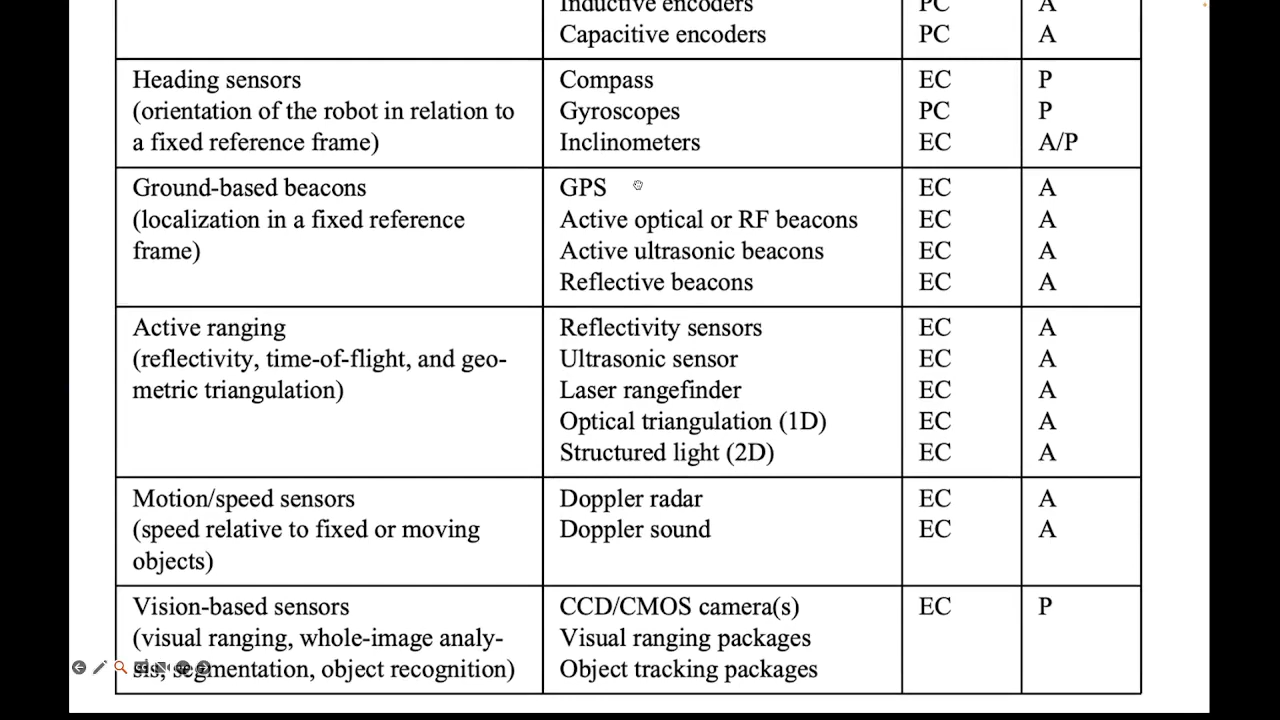 Inductive encoders PC A
Capacitive encoders PC A
Heading sensors Compass EC P
(orientation of the robot in relation to Gyroscopes PC P
a fixed reference frame) Inclinometers EC A/P
Ground-based beacons GPS EC A
(localization in a fixed reference Active optical or RF beacons EC A
frame) Active ultrasonic beacons EC A
Reflective beacons EC A
Active ranging Reflectivity sensors EC A
(reflectivity, time-of-flight, and geo- Ultrasonic sensor EC A
metric triangulation) Laser rangefinder EC A
Optical triangulation (1D) EC A
Structured light (2D) EC A
Motion/speed sensors Doppler radar EC A
(speed relative to fixed or moving Doppler sound EC A
objects)
Vision-based sensors CCD/CMOS camera(s) EC P
(visual ranging, whole-image analy- Visual ranging packages
sis, segmentation, object recognition) Object tracking packages